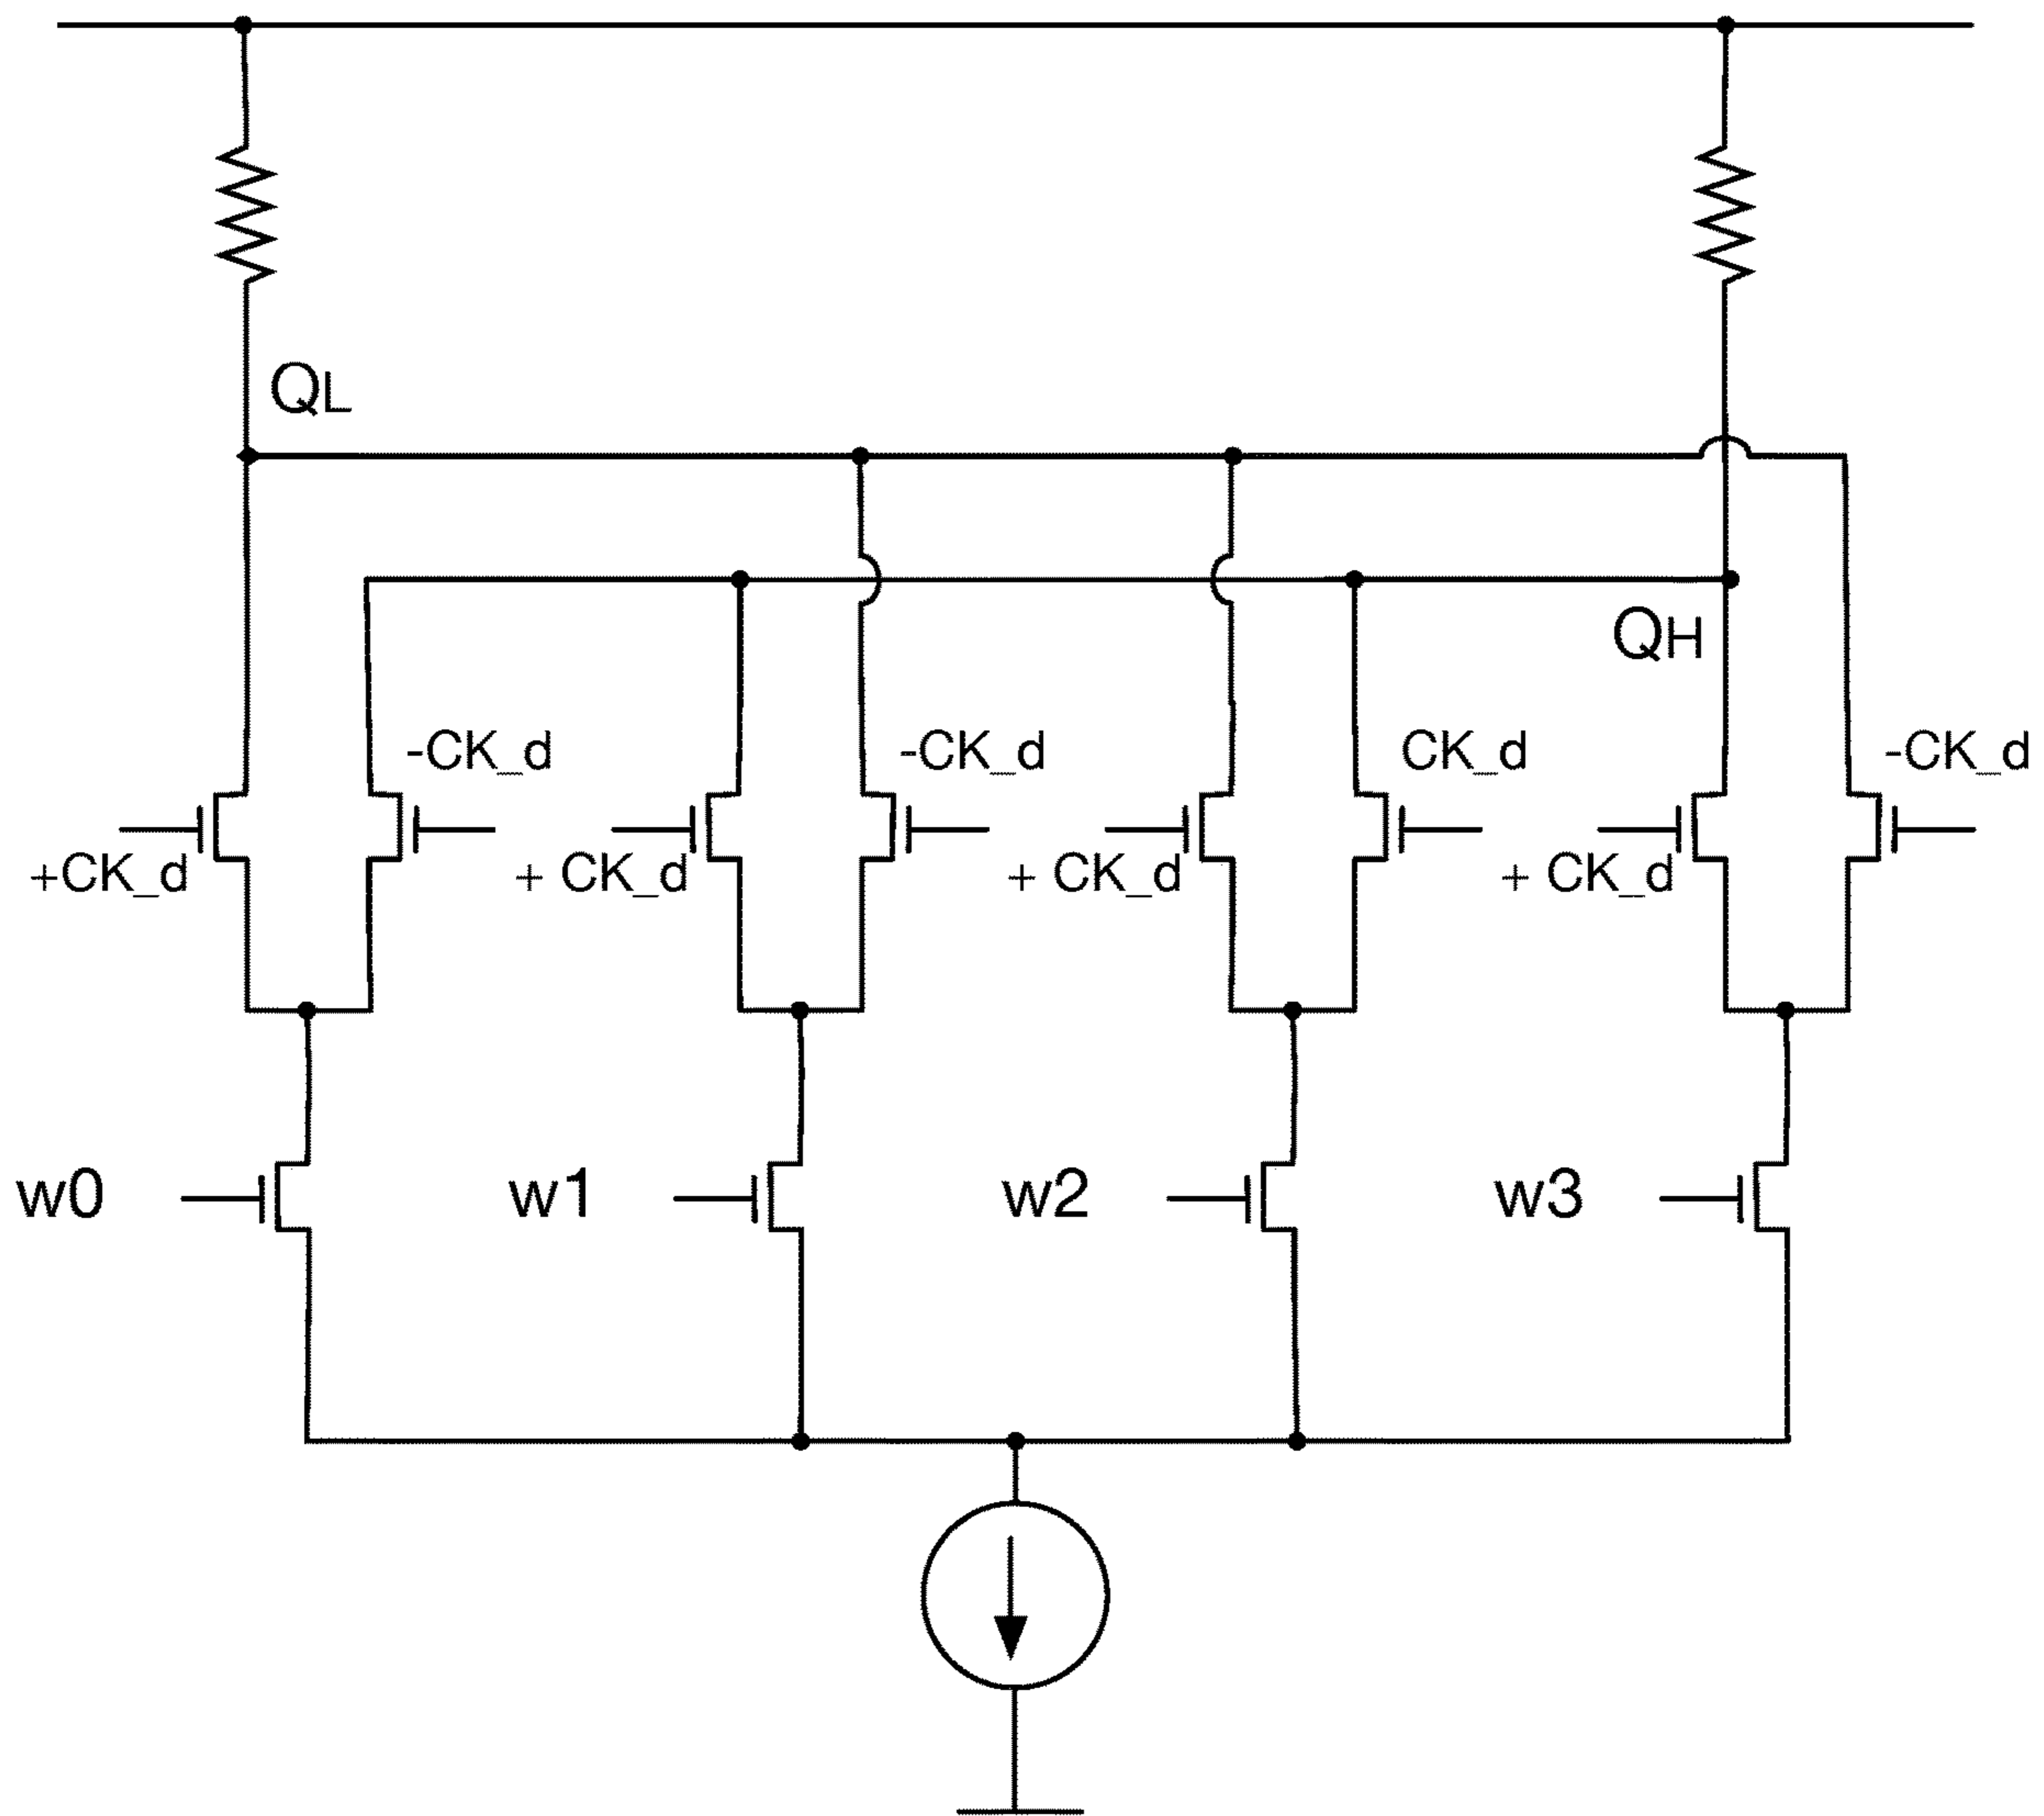 QL
QH
-CK_d
-CK_d
CK_d
-CK_d
+CK_d
+ CK_d
+ CK_d
+ CK_d
w0
w1
w2
w3